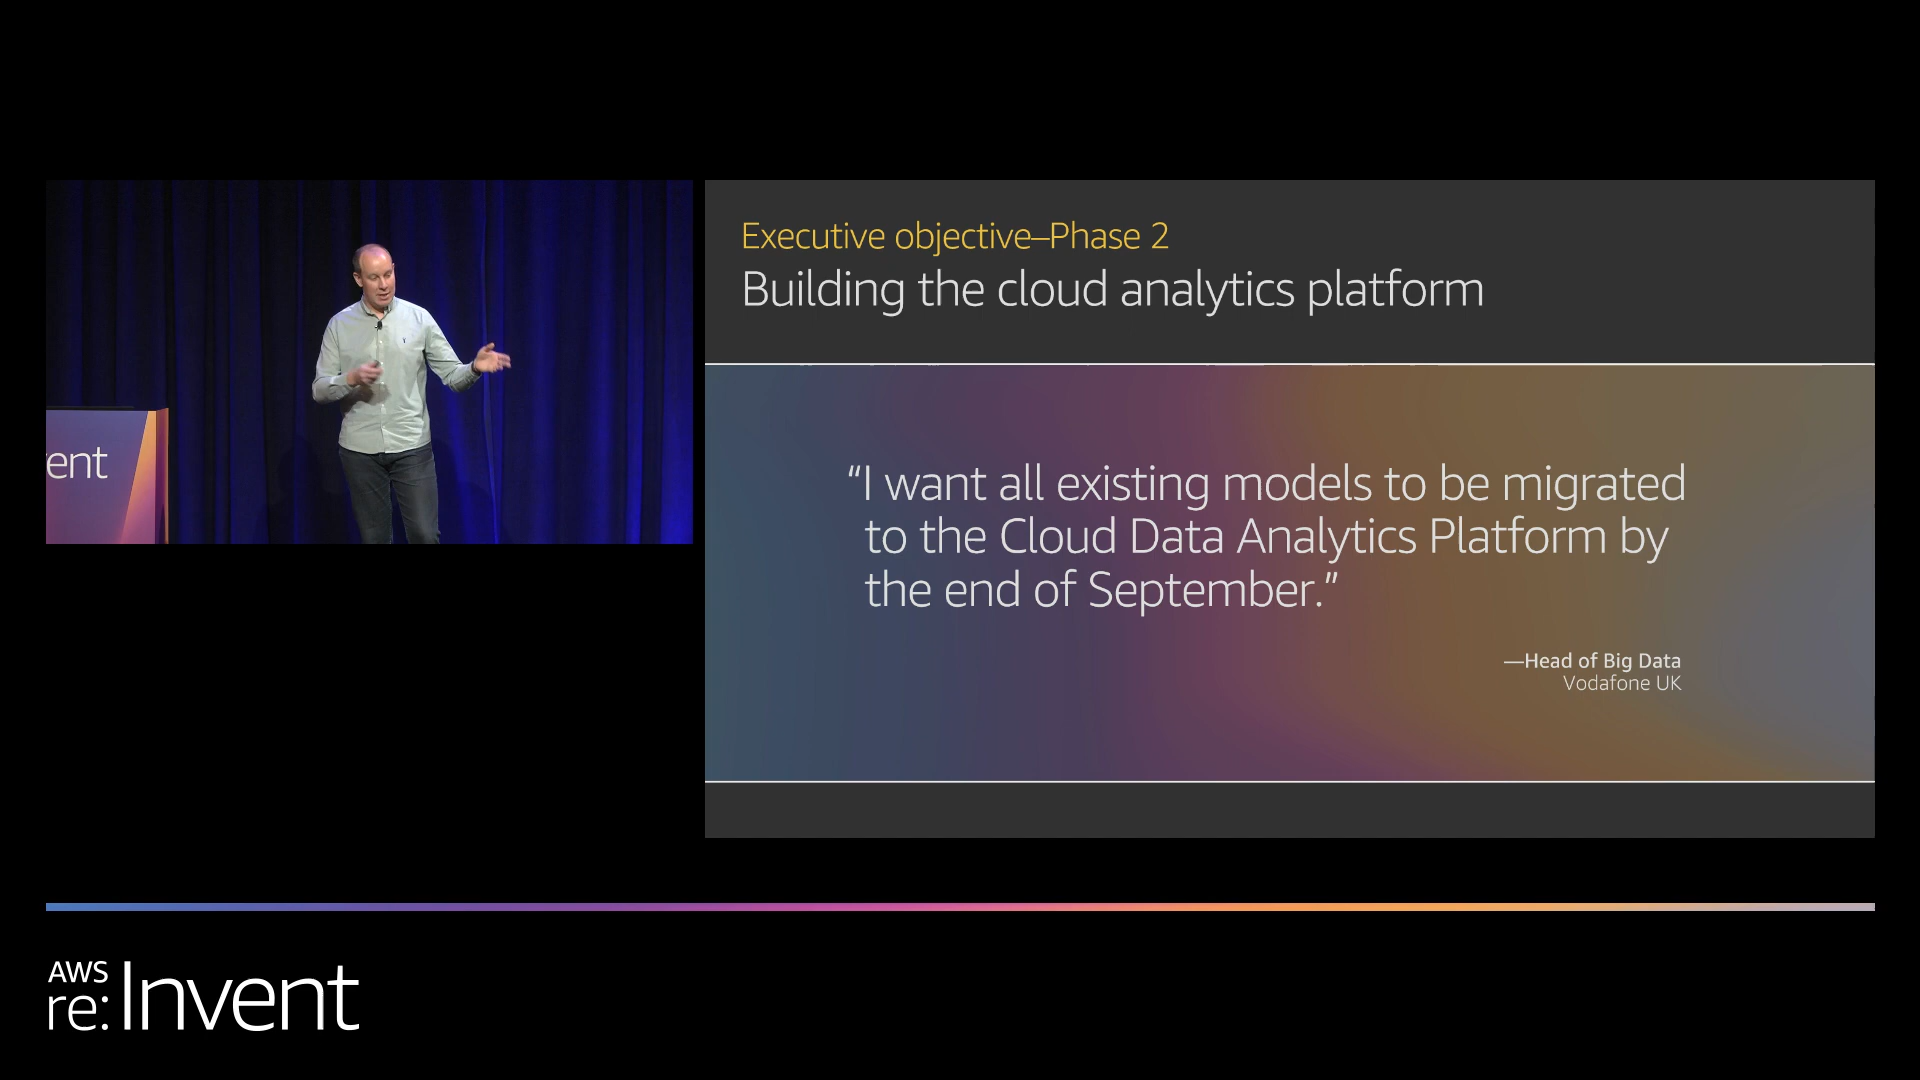 ent
Executive objective–Phase 2
Building the cloud analytics platform
“I want all existing models to be migrated
to the Cloud Data Analytics Platform by
the end of September.”
—Head of Big Data
Vodafone UK
AWS
re:Invent